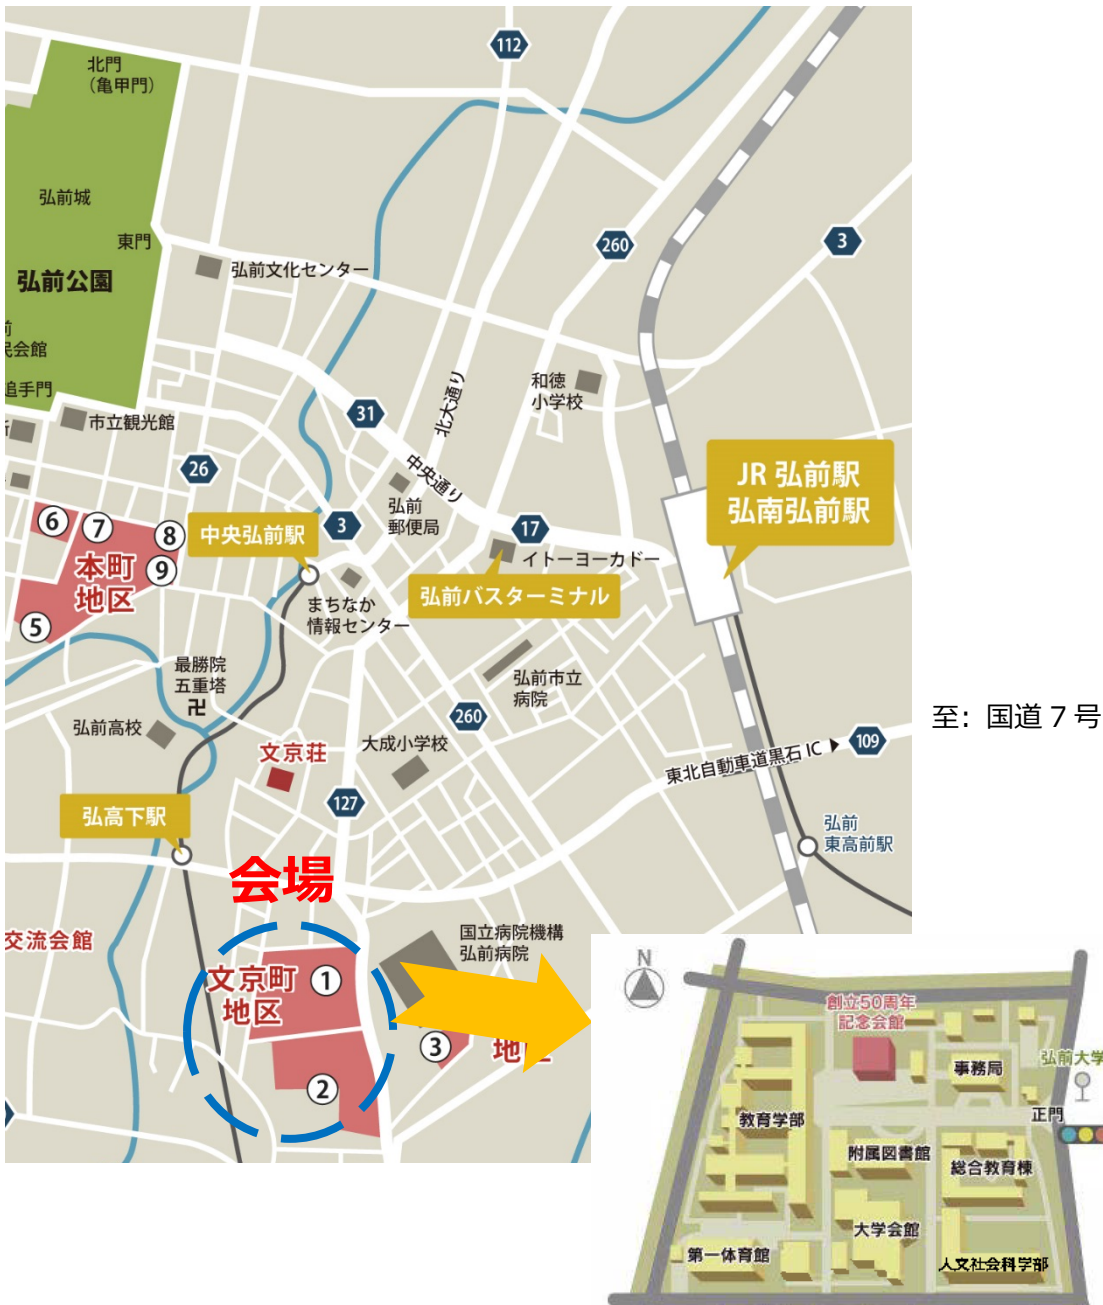 北門
(亀甲門)
112
弘前城
東門
弘前公園
弘前文化センター
260
3
民会館
追手門
市立観光館
和徳
小学校
北大通り
31
中央通り
26
弘前
郵便局
3
17
イトーヨーカドー
JR 弘前駅
弘南弘前駅
中央弘前駅
弘前バスターミナル
⑥
⑦
⑧
⑨
本町
地区
⑤
まちなか
情報センター
最勝院
五重塔
卍
弘前高校
弘前市立
病院
260
至: 国道7号
文京荘
大成小学校
東北自動車道黒石 IC ▶
109
127
弘高下駅
弘前
東高前駅
会場
交流会館
国立病院機構
弘前病院
文京町
地区
①
②
③
地区
N
創立50周年
記念会館
事務局
弘前大学
正門
教育学部
附属図書館
総合教育棟
大学会館
第一体育館
人文社会科学部